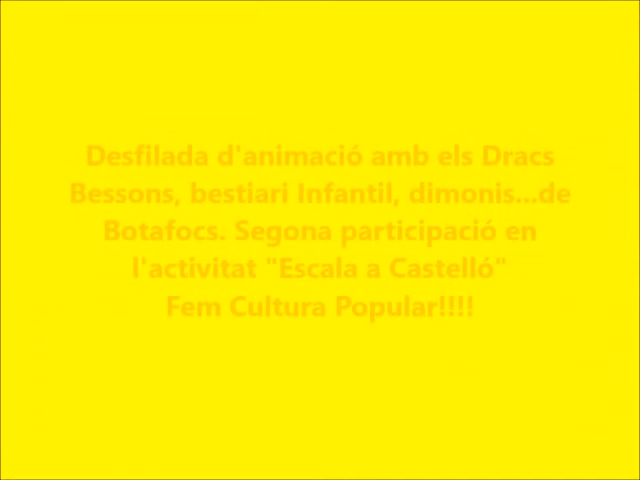 Desfilada d'animació amb els Dracs
Bessons, bestiari Infantil, dimonis...de
Botafocs. Segona participació en
l'activitat "Escala a Castelló"
Fem Cultura Popular!!!!